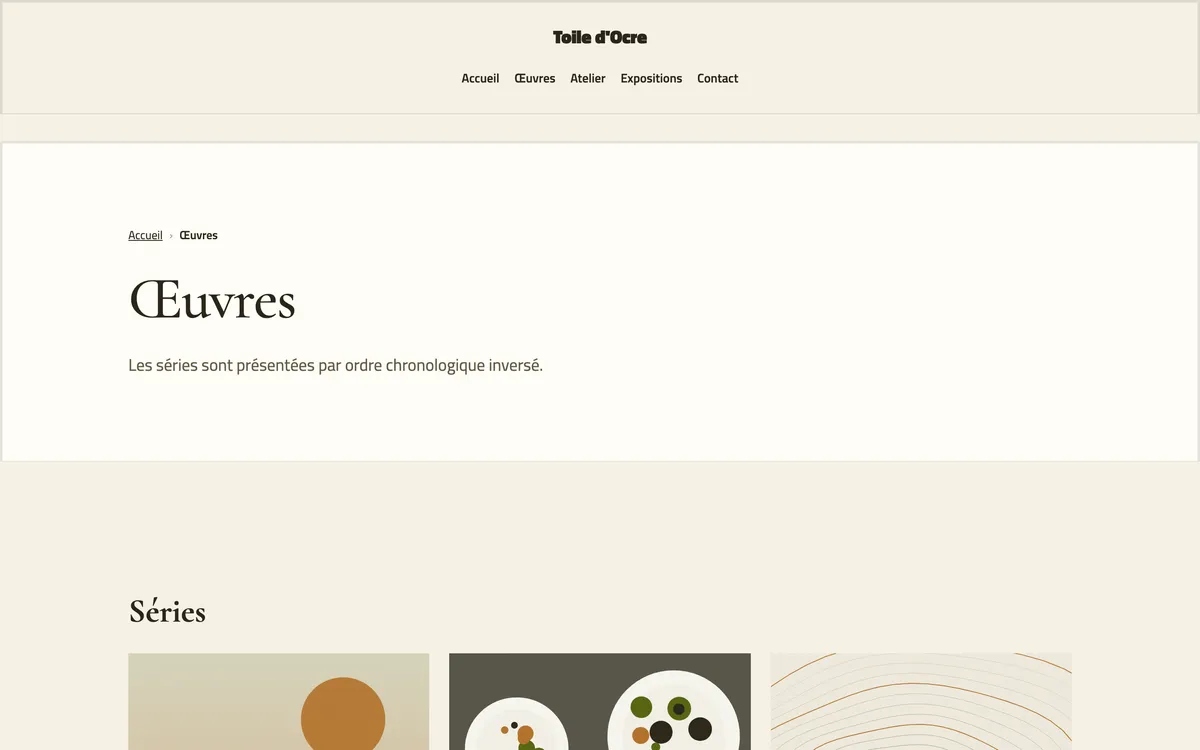 Toile d'Ocre
Accueil Œuvres Atelier Expositions Contact
Accueil › Œuvres
Œuvres
Les séries sont présentées par ordre chronologique inversé.
Séries